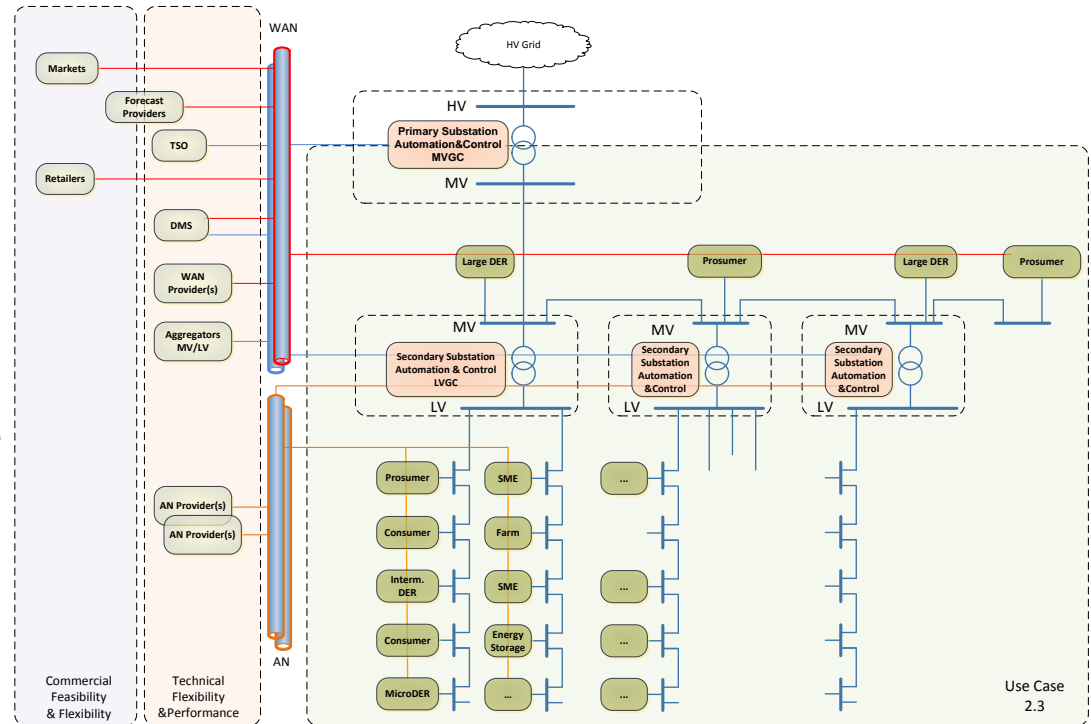 WAN
HV Grid
Markets
Forecast
Providers
TSO
Retailers
DMS
WAN
Provider(s)
Aggregators
MV/LV
HV
Primary Substation
Automation&Control
MVGC
MV
Large DER
Prosumer
Large DER
Prosumer
MV
Secondary Substation
Automation & Control
LVGC
LV
MV
Secondary
Substation
Automation
&Control
LV
MV
Secondary
Substation
Automation
&Control
LV
AN Provider(s)
AN Provider(s)
AN
Prosumer
SME
...
Consumer
Farm
Interm.
DER
SME
...
Consumer
Energy
Storage
...
MicroDER
...
...
Commercial
Feasibility
& Flexibility
Technical
Flexibility
&Performance
Use Case
2.3